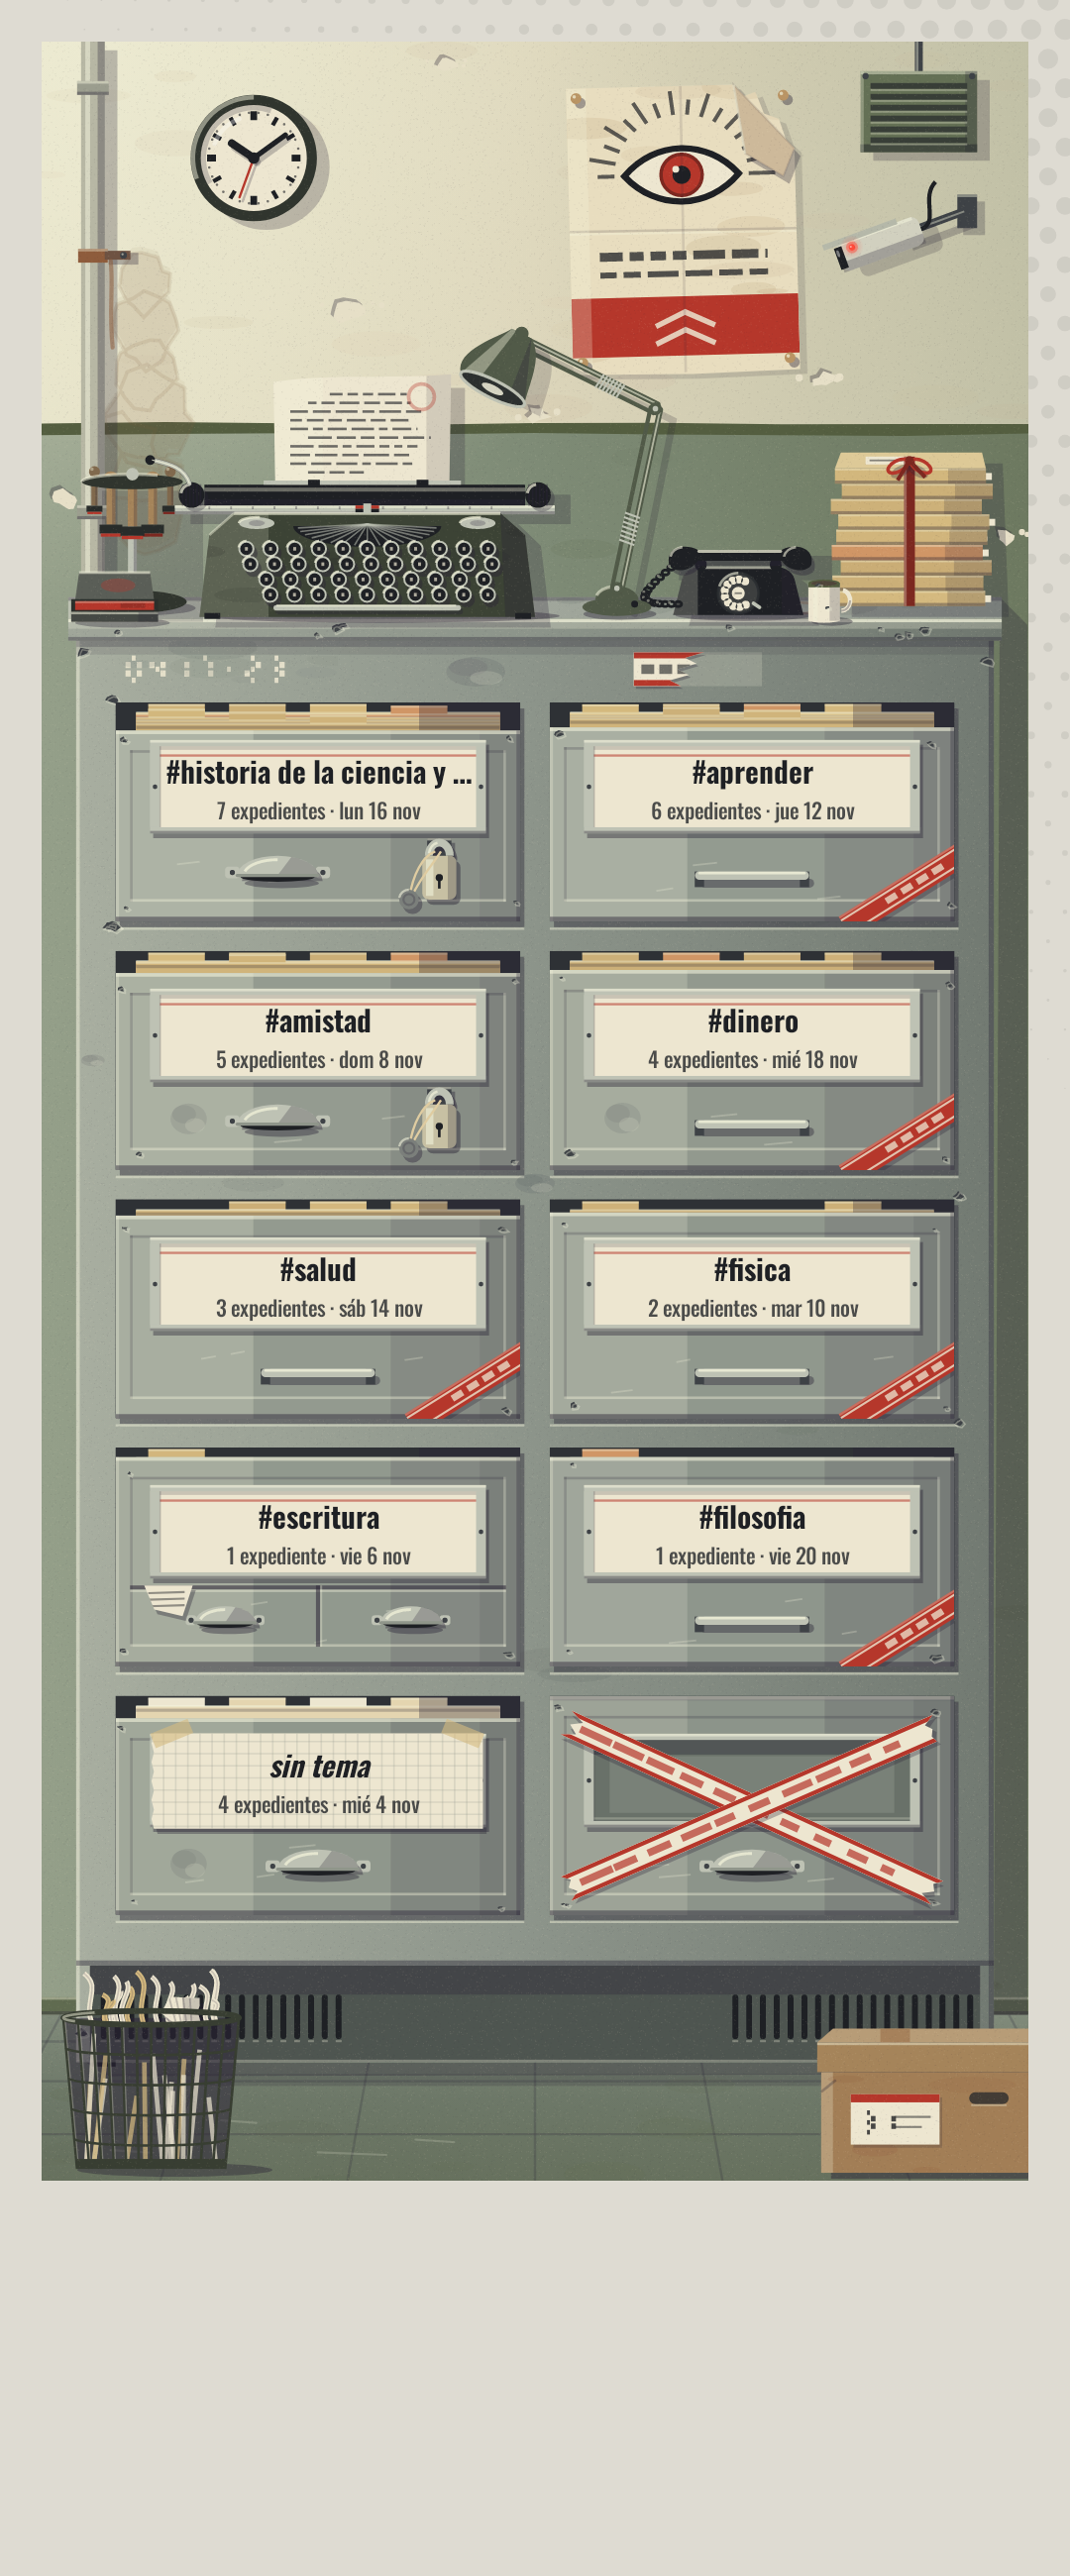 #historia de la ciencia y ...
7 expedientes · lun 16 nov
#aprender
6 expedientes · jue 12 nov
#amistad
5 expedientes · dom 8 nov
#dinero
4 expedientes · mié 18 nov
#salud
3 expedientes · sáb 14 nov
#fisica
2 expedientes · mar 10 nov
#escritura
1 expediente · vie 6 nov
#filosofia
1 expediente · vie 20 nov
sin tema
4 expedientes · mié 4 nov